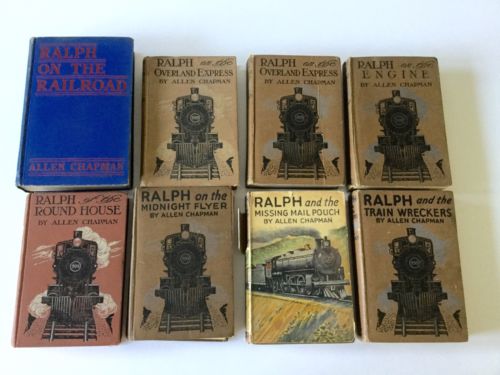 RALPH
ON THE
RAILROAD
ALLEN CHAPMAN
RALPH on the
OVERLAND EXPRESS
BY ALLEN CHAPMAN
RALPH on the
OVERLAND EXPRESS
BY ALLEN CHAPMAN
RALPH on the
ENGINE
BY ALLEN CHAPMAN
RALPH of the
ROUND HOUSE
BY ALLEN CHAPMAN
RALPH on the
MIDNIGHT FLYER
BY ALLEN CHAPMAN
RALPH and the
MISSING MAIL POUCH
BY ALLEN CHAPMAN
RALPH and the
TRAIN WRECKERS
BY ALLEN CHAPMAN